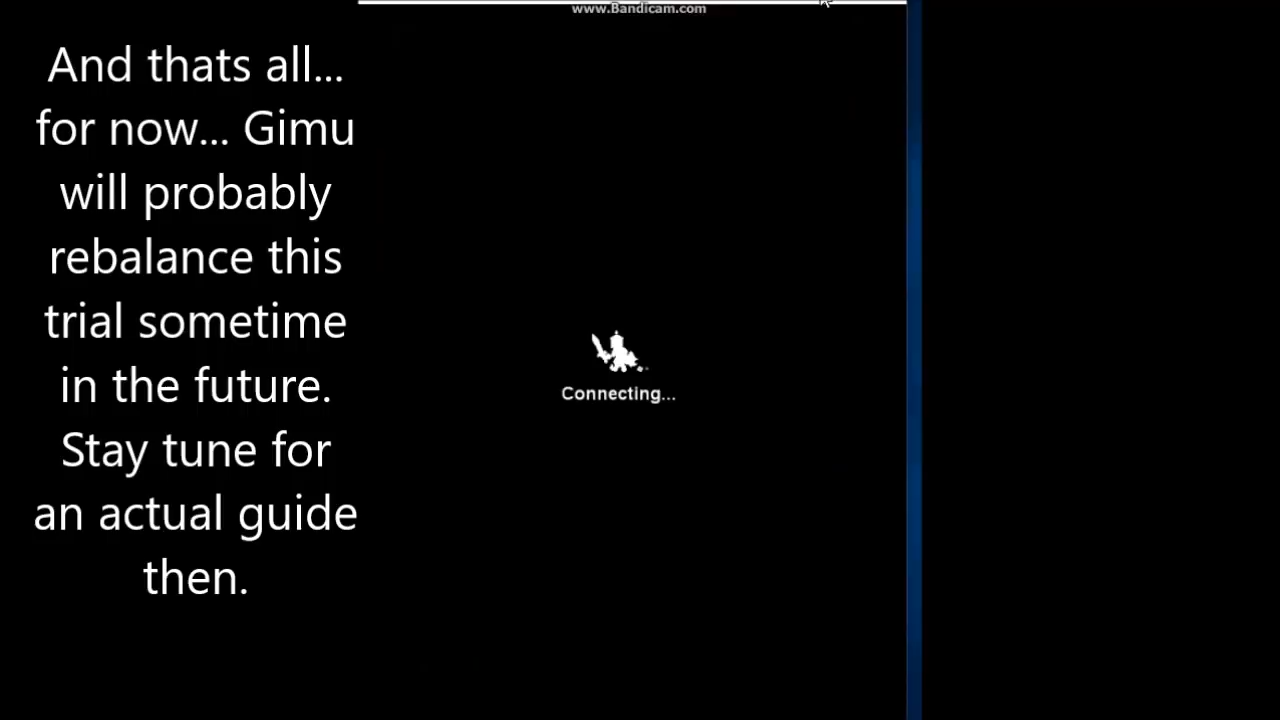 www.Bandicam.com
And thats all...
for now... Gimu
will probably
rebalance this
trial sometime
in the future.
Stay tune for
an actual guide
then.
Connecting...